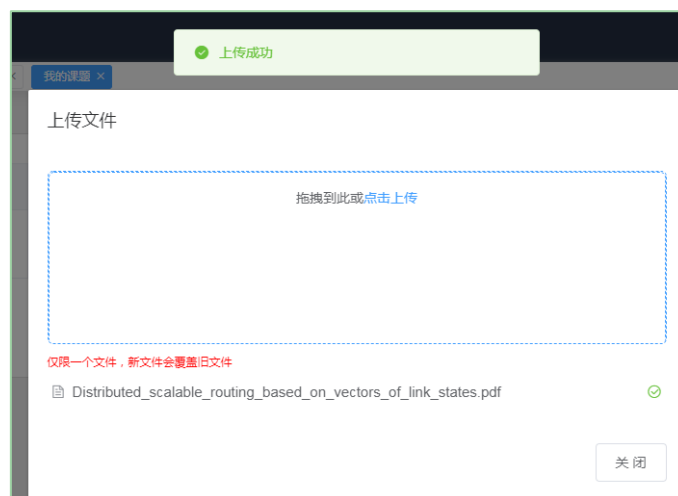 上传成功
我的课题 ×
上传文件
拖拽到此或点击上传
仅限一个文件，新文件会覆盖旧文件
Distributed_scalable_routing_based_on_vectors_of_link_states.pdf
关 闭